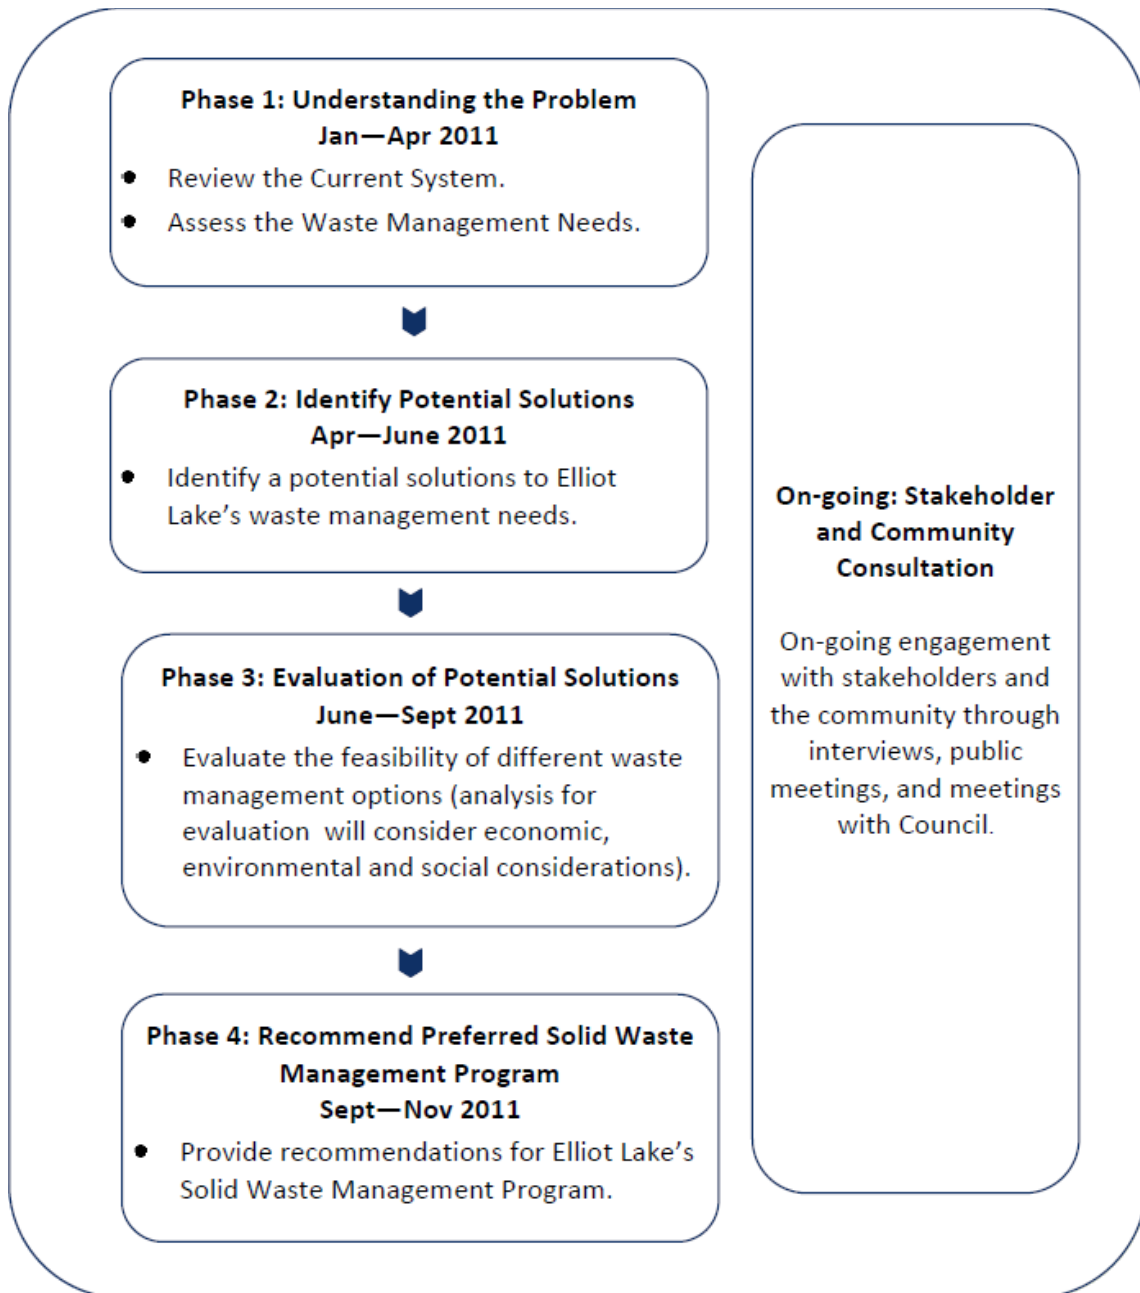 Phase 1: Understanding the Problem
Jan—Apr 2011
● Review the Current System.
● Assess the Waste Management Needs.
Phase 2: Identify Potential Solutions
Apr—June 2011
● Identify a potential solutions to Elliot
Lake’s waste management needs.
Phase 3: Evaluation of Potential Solutions
June—Sept 2011
● Evaluate the feasibility of different waste
management options (analysis for
evaluation  will consider economic,
environmental and social considerations).
Phase 4: Recommend Preferred Solid Waste
Management Program
Sept—Nov 2011
● Provide recommendations for Elliot Lake’s
Solid Waste Management Program.
On-going: Stakeholder
and Community
Consultation
On-going engagement
with stakeholders and
the community through
interviews, public
meetings, and meetings
with Council.